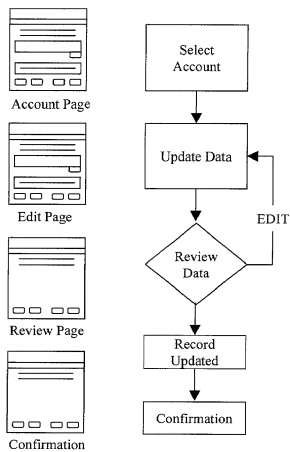 Select
Account
Account Page
Update Data
Edit Page
EDIT
Review
Data
Review Page
Record
Updated
Confirmation
Confirmation